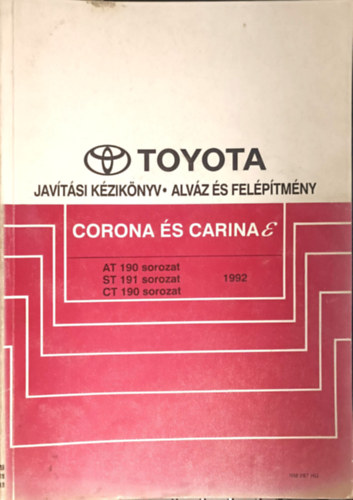 TOYOTA
JAVÍTÁSI KÉZIKÖNYV • ALVÁZ ÉS FELÉPÍTMÉNY
CORONA ÉS CARINA E
AT 190 sorozat
ST 191 sorozat 1992
CT 190 sorozat